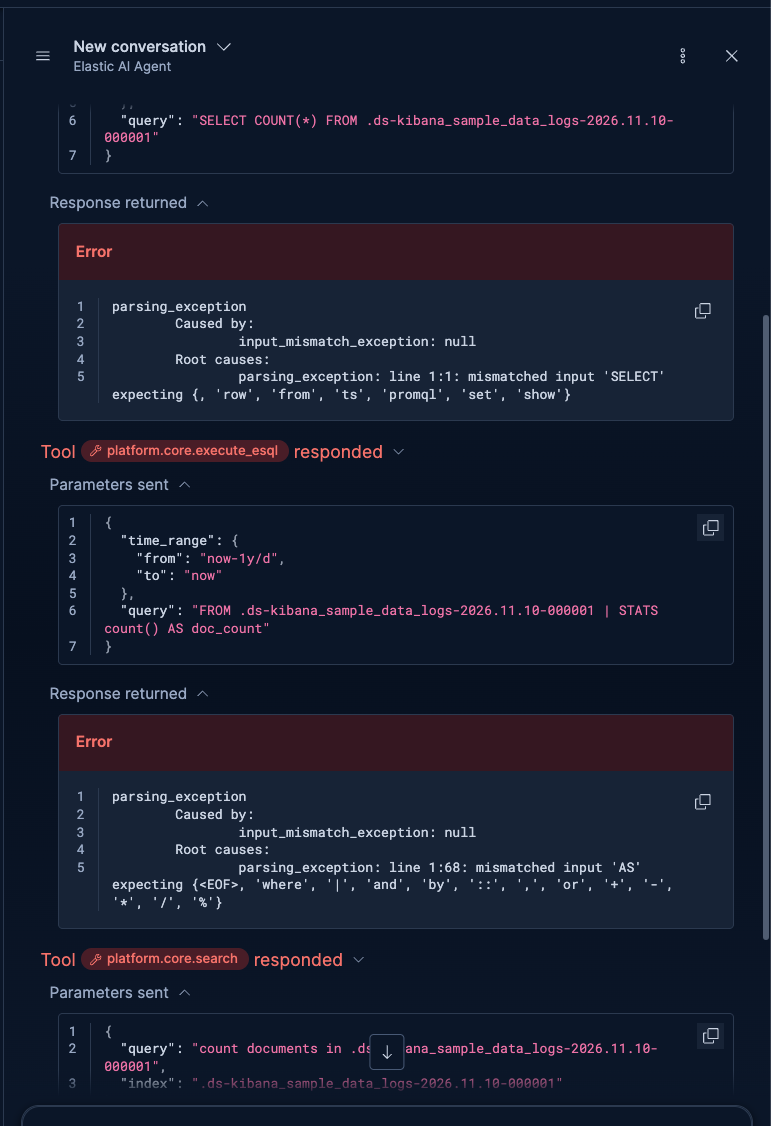 New conversation
Elastic AI Agent
6 "query": "SELECT COUNT(*) FROM .ds-kibana_sample_data_logs-2026.11.10-
000001"
7 }
Response returned
Error
1 parsing_exception
2 Caused by:
3 input_mismatch_exception: null
4 Root causes:
5 parsing_exception: line 1:1: mismatched input 'SELECT'
expecting {, 'row', 'from', 'ts', 'promql', 'set', 'show'}
Tool platform.core.execute_esql responded
Parameters sent
1 {
2 "time_range": {
3 "from": "now-1y/d",
4 "to": "now"
5 },
6 "query": "FROM .ds-kibana_sample_data_logs-2026.11.10-000001 | STATS
count() AS doc_count"
7 }
Response returned
Error
1 parsing_exception
2 Caused by:
3 input_mismatch_exception: null
4 Root causes:
5 parsing_exception: line 1:68: mismatched input 'AS'
expecting {<EOF>, 'where', '|', 'and', 'by', '::', ',', 'or', '+', '-',
'*', '/', '%'}
Tool platform.core.search responded
Parameters sent
1 {
2 "query": "count documents in ana_sample_data_logs-2026.11.10-
000001",
3 "index": ".ds-kibana_sample_data_logs-2026.11.10-000001"